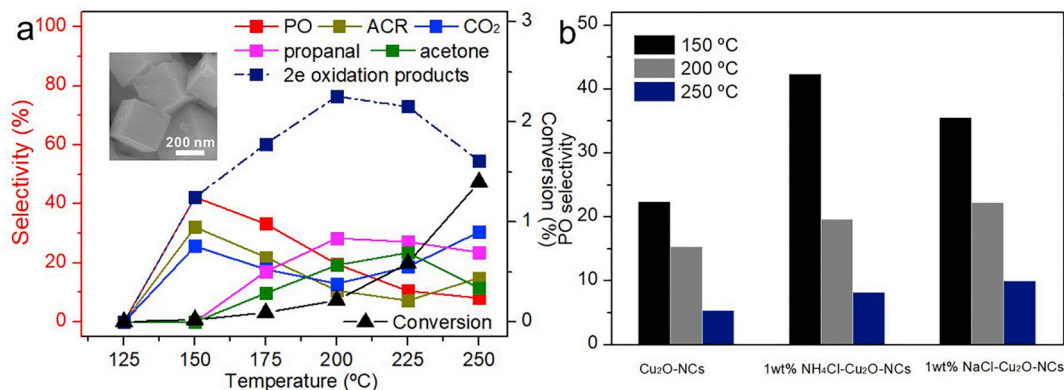 a
PO
ACR
CO₂
propanal
acetone
2e oxidation products
200 nm
Conversion
Selectivity (%)
100
80
60
40
20
0
Conversion
(%)
3
2
1
0
125
150
175
200
225
250
Temperature (ºC)
b
150 ºC
200 ºC
250 ºC
PO selectivity
50
40
30
20
10
0
Cu₂O-NCs
1wt% NH₄Cl-Cu₂O-NCs
1wt% NaCl-Cu₂O-NCs